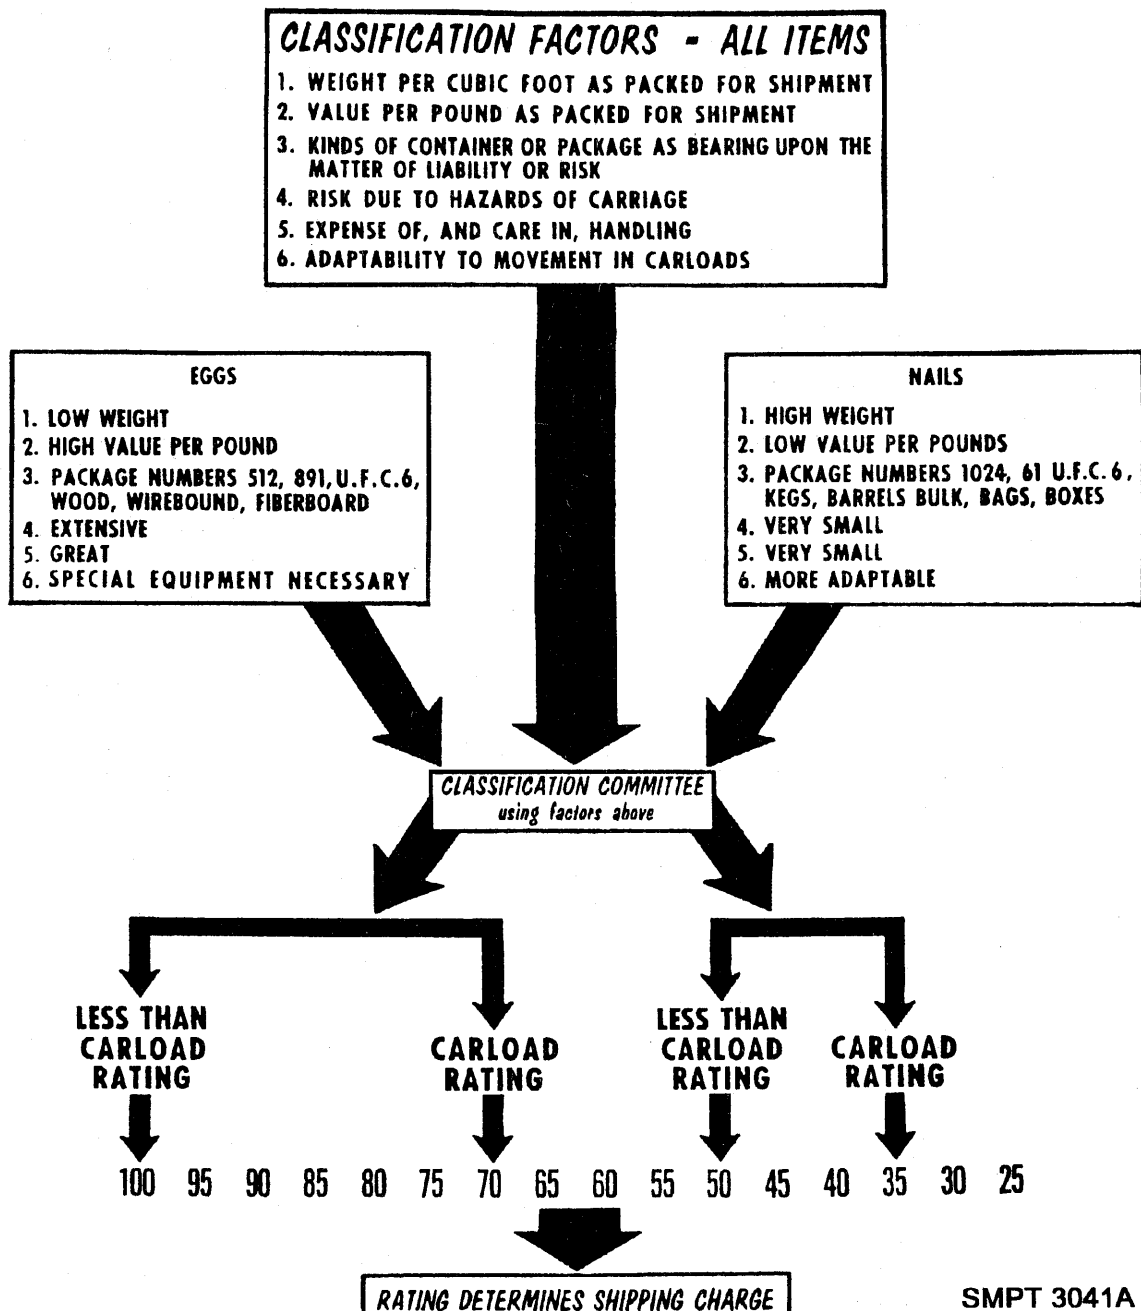 CLASSIFICATION FACTORS - ALL ITEMS
1. WEIGHT PER CUBIC FOOT AS PACKED FOR SHIPMENT
2. VALUE PER POUND AS PACKED FOR SHIPMENT
3. KINDS OF CONTAINER OR PACKAGE AS BEARING UPON THE
MATTER OF LIABILITY OR RISK
4. RISK DUE TO HAZARDS OF CARRIAGE
5. EXPENSE OF, AND CARE IN, HANDLING
6. ADAPTABILITY TO MOVEMENT IN CARLOADS
EGGS
1. LOW WEIGHT
2. HIGH VALUE PER POUND
3. PACKAGE NUMBERS 512, 891, U.F.C.6,
WOOD, WIREBOUND, FIBERBOARD
4. EXTENSIVE
5. GREAT
6. SPECIAL EQUIPMENT NECESSARY
NAILS
1. HIGH WEIGHT
2. LOW VALUE PER POUNDS
3. PACKAGE NUMBERS 1024, 61 U.F.C.6,
KEGS, BARRELS BULK, BAGS, BOXES
4. VERY SMALL
5. VERY SMALL
6. MORE ADAPTABLE
CLASSIFICATION COMMITTEE
using factors above
LESS THAN
CARLOAD
RATING
CARLOAD
RATING
LESS THAN
CARLOAD
RATING
CARLOAD
RATING
100 95 90 85 80 75 70 65 60 55 50 45 40 35 30 25
RATING DETERMINES SHIPPING CHARGE
SMPT 3041A